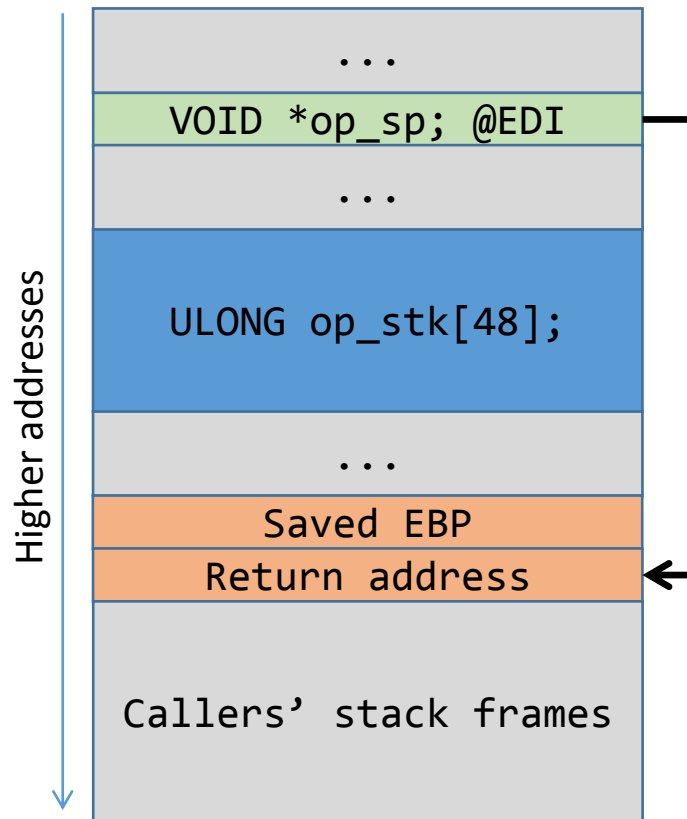 ...
VOID *op_sp; @EDI
...
ULONG op_stk[48];
...
Saved EBP
Return address
Callers’ stack frames
Higher addresses